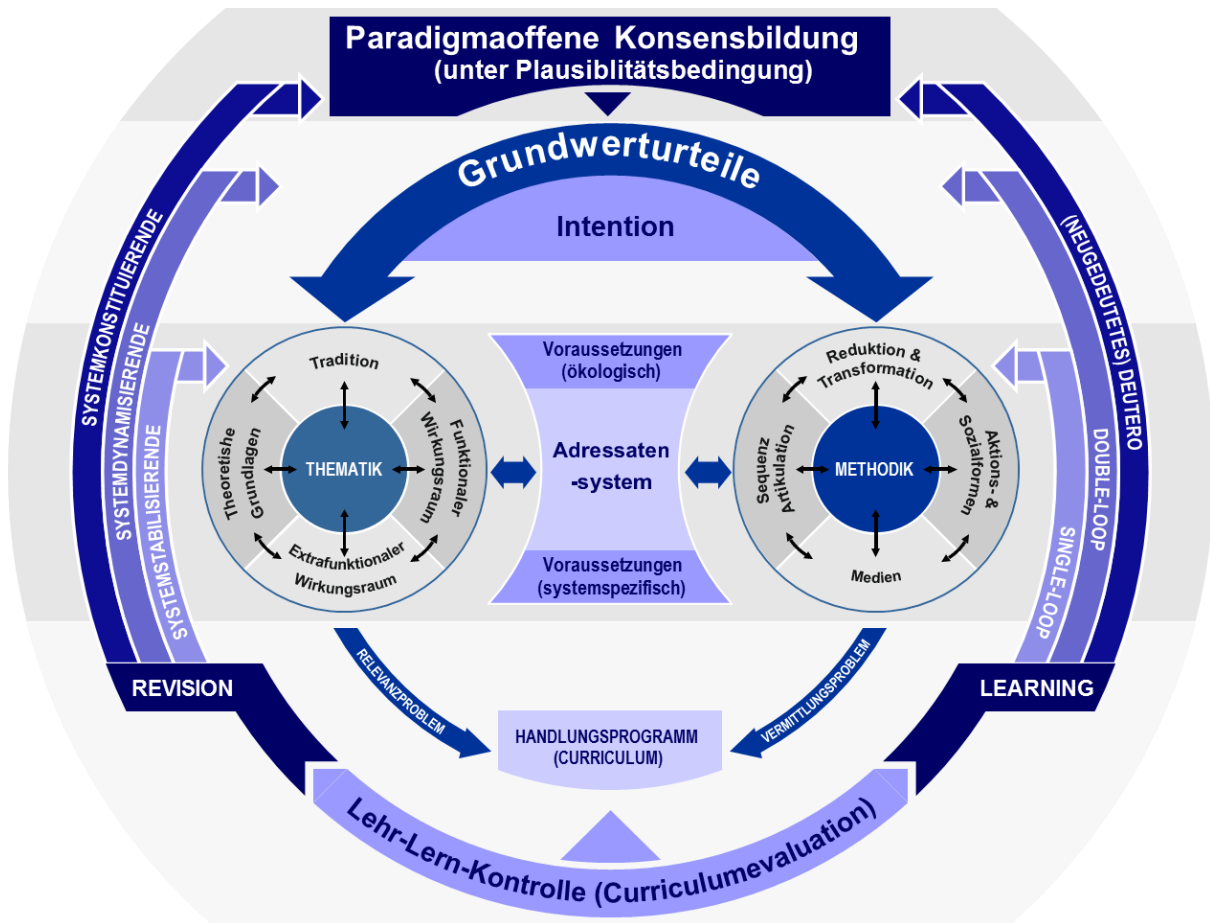 Paradigmaoffene Konsensbildung
(unter Plausiblitätsbedingung)
Grundwerturteile
Intention
SYSTEMKONSTITUIERENDE
SYSTEMDYNAMISIERENDE
SYSTEMSTABILISIERENDE
(NEUGEDEUTETES) DEUTERO
DOUBLE-LOOP
SINGLE-LOOP
Tradition
Theoretishe
Grundlagen
THEMATIK
Funktionaler
Wirkungsraum
Extrafunktionaler
Wirkungsraum
Voraussetzungen
(ökologisch)
Adressaten
-system
Voraussetzungen
(systemspezifisch)
Reduktion &
Transformation
Sequenz
Artikulation
METHODIK
Aktions- &
Sozialformen
Medien
REVISION
LEARNING
RELEVANZPROBLEM
VERMITTLUNGSPROBLEM
HANDLUNGSPROGRAMM
(CURRICULUM)
Lehr-Lern-Kontrolle (Curriculumevaluation)